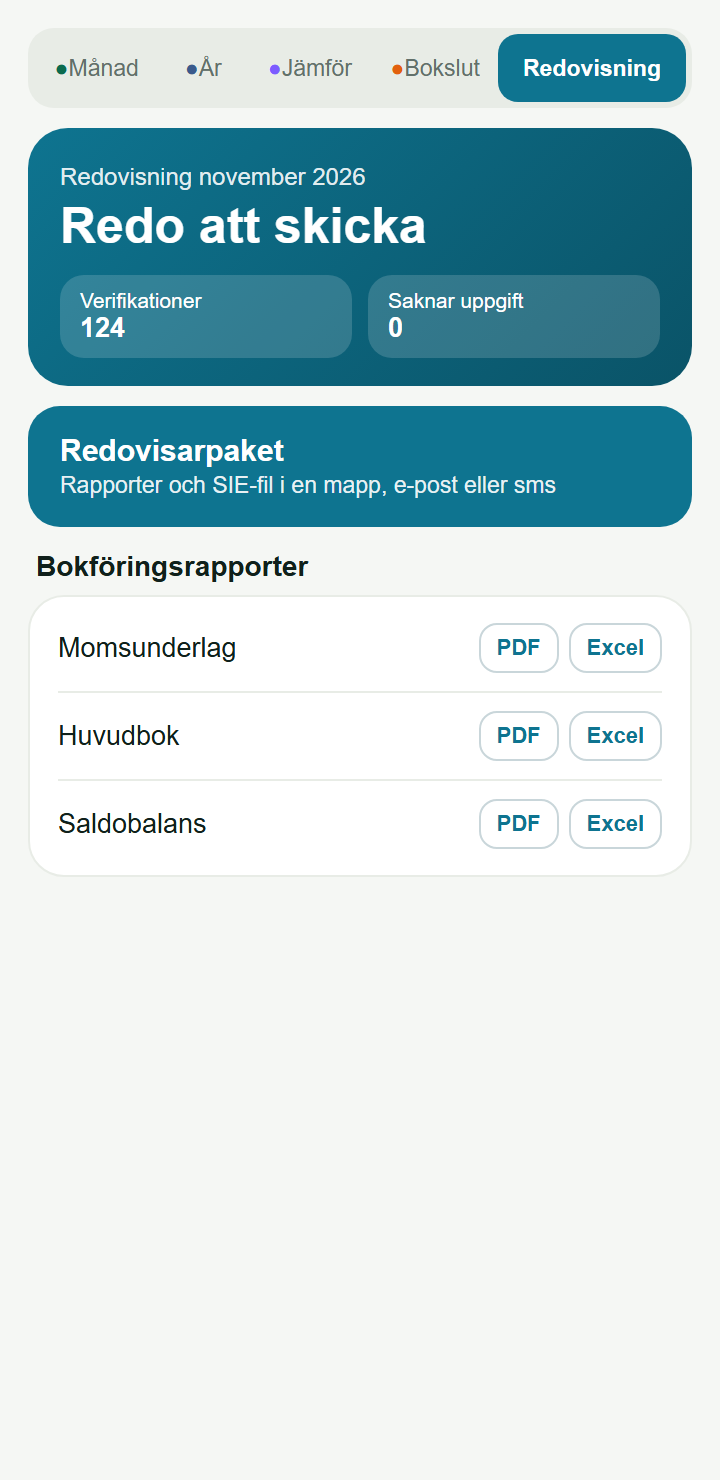 ●Månad ●År ●Jämför ●Bokslut Redovisning
Redovisning november 2026
Redo att skicka
Verifikationer Saknar uppgift
124 0
Redovisarpaket
Rapporter och SIE-fil i en mapp, e-post eller sms
Bokföringsrapporter
Momsunderlag PDF Excel
Huvudbok PDF Excel
Saldobalans PDF Excel